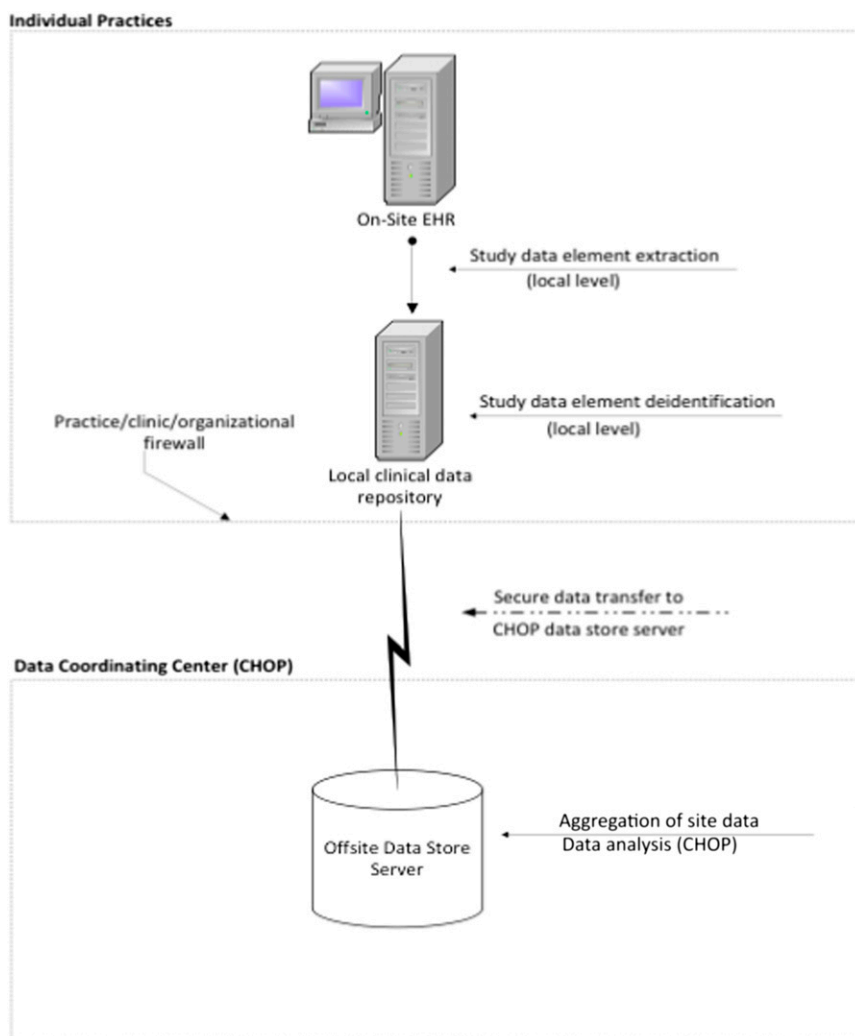 Individual Practices
On-Site EHR
Study data element extraction
(local level)
Study data element deidentification
(local level)
Practice/clinic/organizational
firewall
Local clinical data
repository
Secure data transfer to
CHOP data store server
Data Coordinating Center (CHOP)
Offsite Data Store
Server
Aggregation of site data
Data analysis (CHOP)